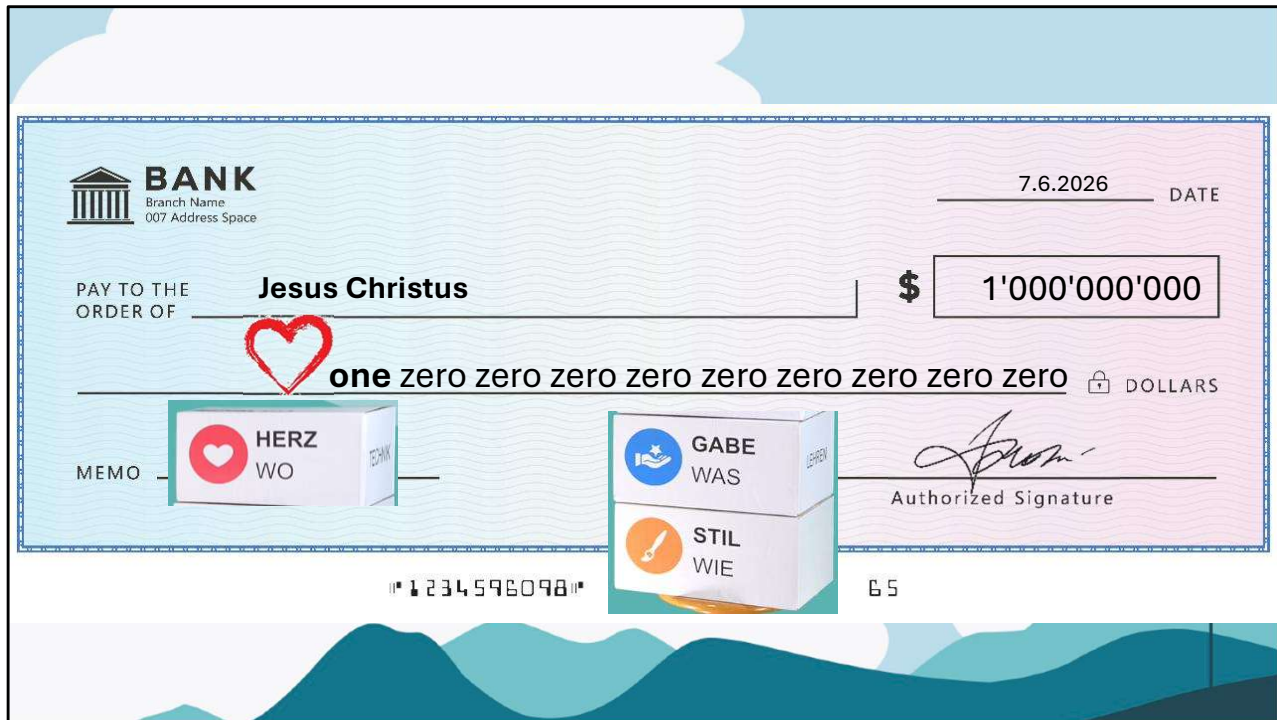 BANK
Branch Name
007 Address Space
7.6.2026 DATE
PAY TO THE
ORDER OF
Jesus Christus
$ 1'000'000'000
one zero zero zero zero zero zero zero zero zero DOLLARS
MEMO
HERZ
WO
TECHNIK
GABE
WAS
LEHREN
STIL
WIE
Authorized Signature
1234596098
65